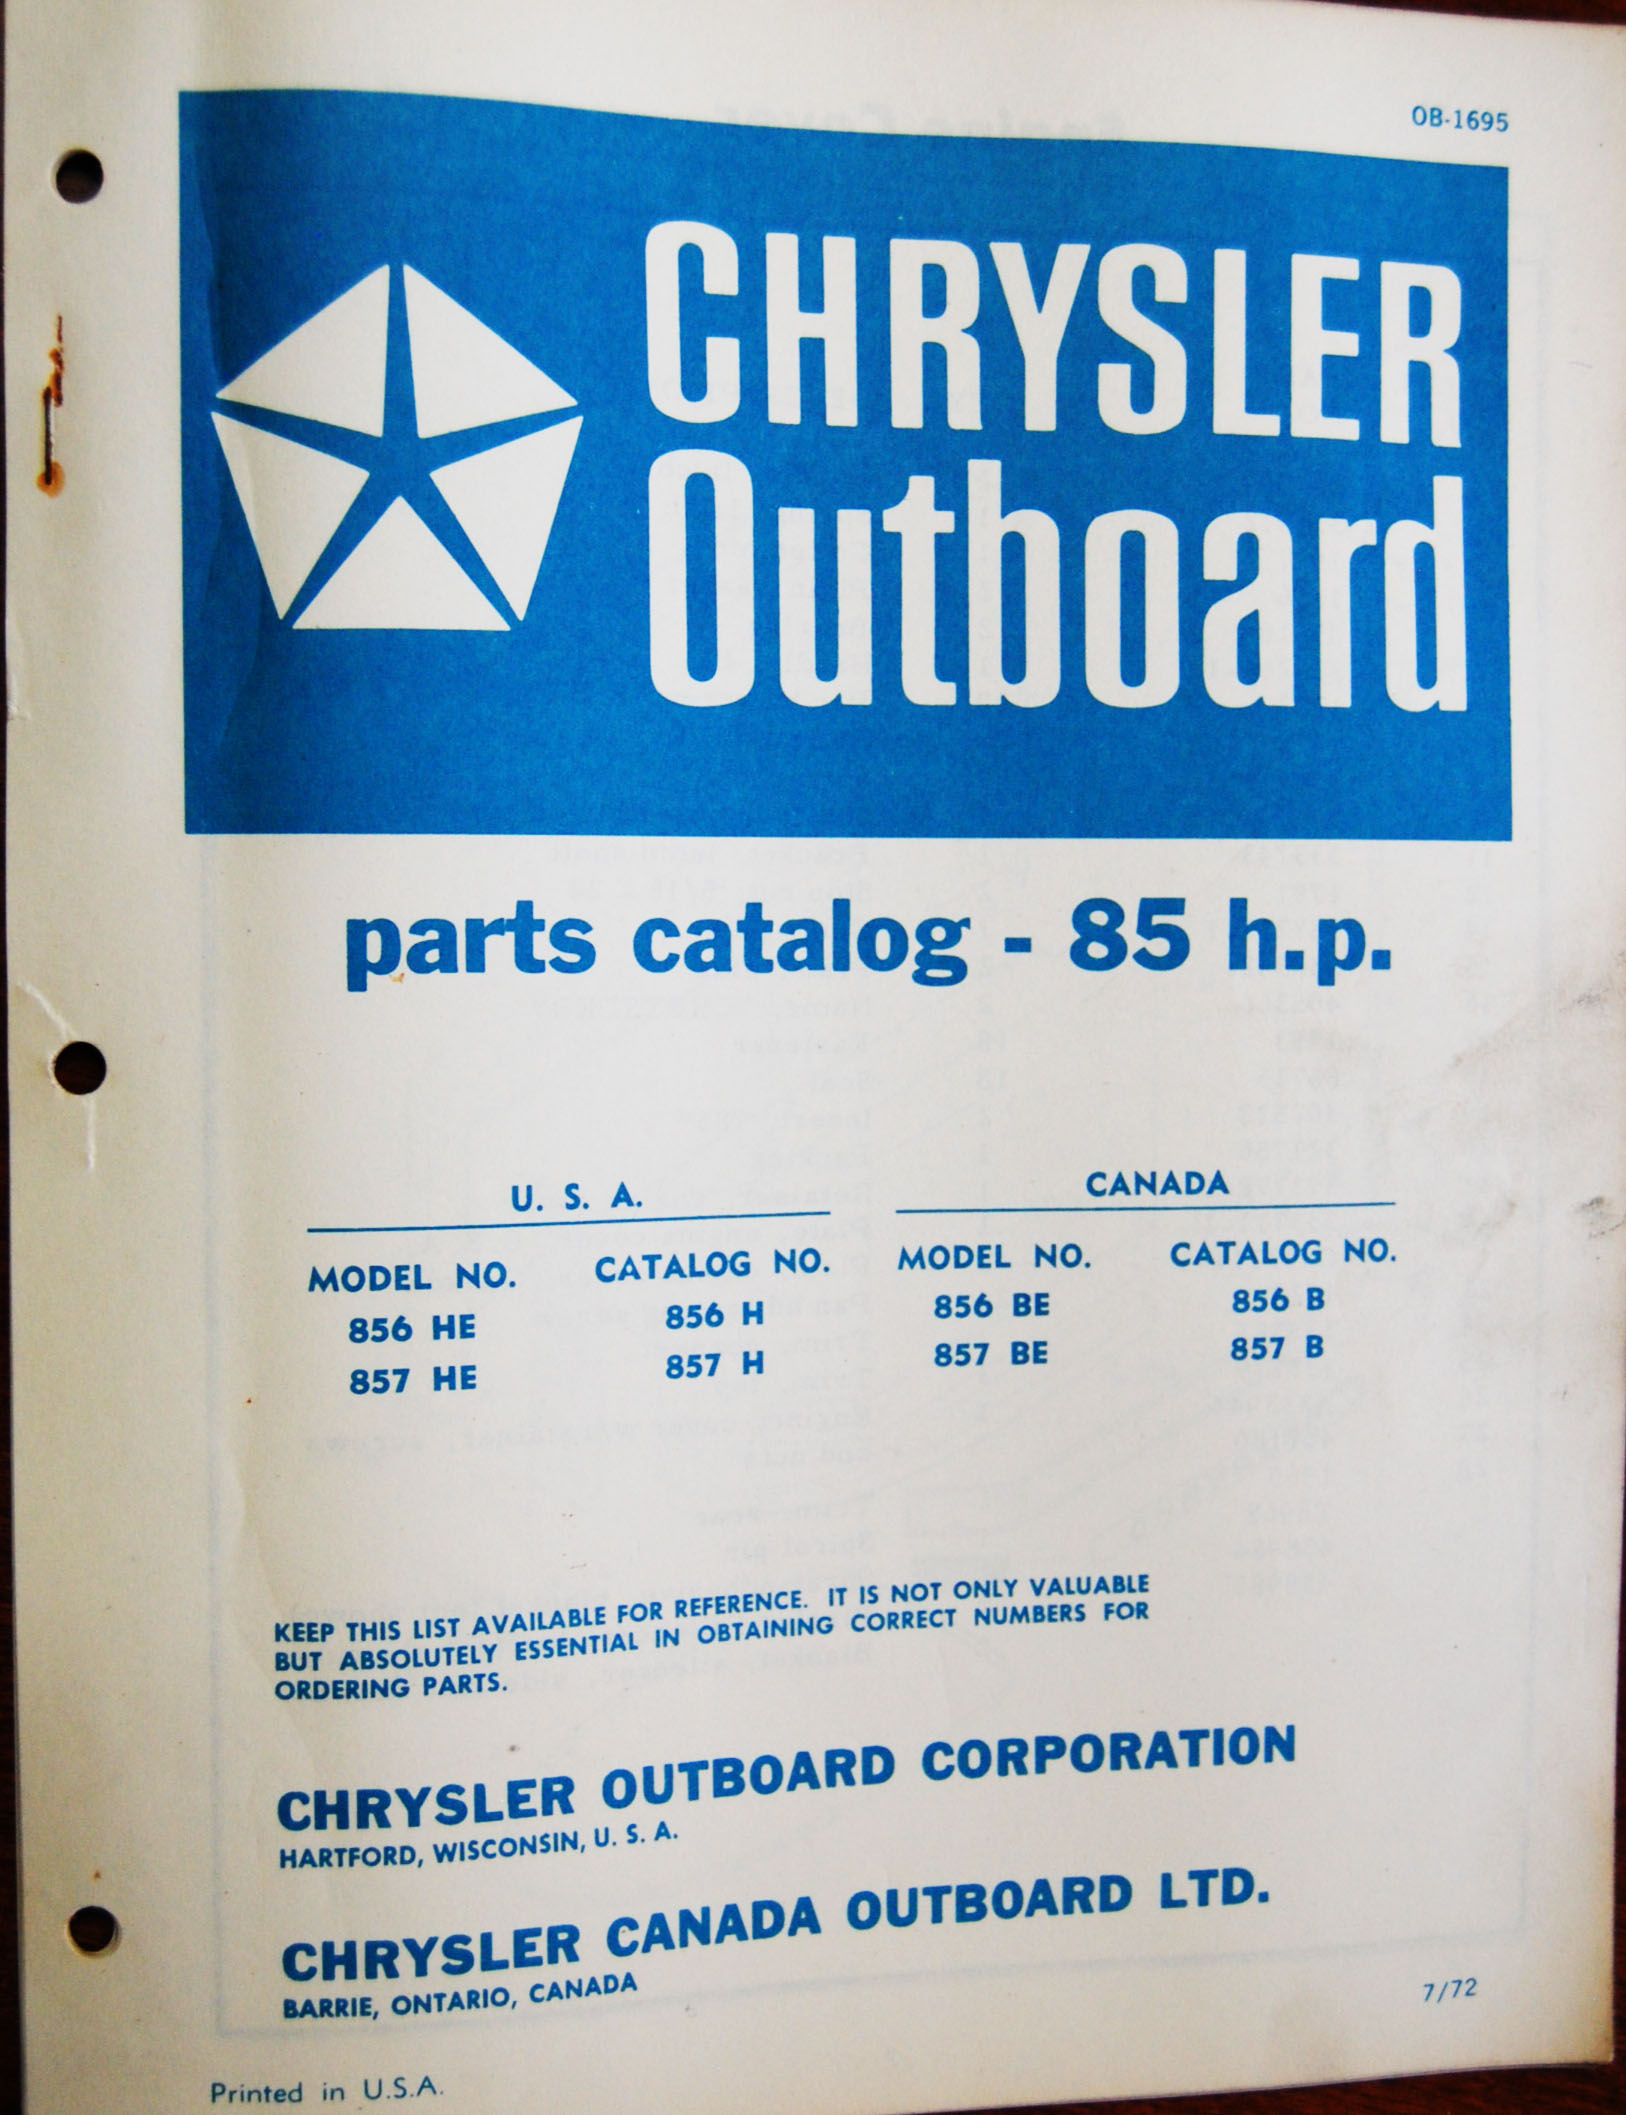 OB-1695
CHRYSLER
Outboard
parts catalog - 85 h.p.
U. S. A.
MODEL NO. CATALOG NO.
856 HE 856 H
857 HE 857 H
CANADA
MODEL NO. CATALOG NO.
856 BE 856 B
857 BE 857 B
KEEP THIS LIST AVAILABLE FOR REFERENCE. IT IS NOT ONLY VALUABLE
BUT ABSOLUTELY ESSENTIAL IN OBTAINING CORRECT NUMBERS FOR
ORDERING PARTS.
CHRYSLER OUTBOARD CORPORATION
HARTFORD, WISCONSIN, U. S. A.
CHRYSLER CANADA OUTBOARD LTD.
BARRIE, ONTARIO, CANADA
7/72
Printed in U.S.A.